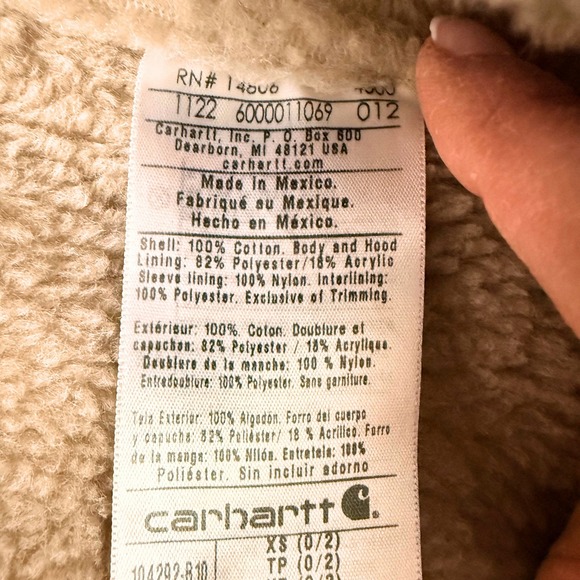 RN# 14806
1122 6000011069 012
Carhartt, Inc. P. O. Box 600
Dearborn, MI 48121 USA
carhartt.com
Made in Mexico.
Fabriqué au Mexique.
Hecho en México.
Shell: 100% Cotton. Body and Hood
Lining: 82% Polyester/18% Acrylic
Sleeve lining: 100% Nylon. Interlining:
100% Polyester. Exclusive of Trimming.
Extérieur: 100%. Coton. Doublure et
capuchon: 82% Polyester / 18% Acrylique.
Doublure de la manche: 100 % Nylon.
Entredoublure: 100% Polyester. Sans garniture.
Tela Exterior: 100% Algodón. Forro del cuerpo
y capucha: 82% Poliéster/ 18 % Acrílico. Forro
de la manga: 100% Nilón. Entretela: 100%
Poliéster. Sin incluir adorno
carhartt
XS (0/2)
104292-B18
TP (0/2)